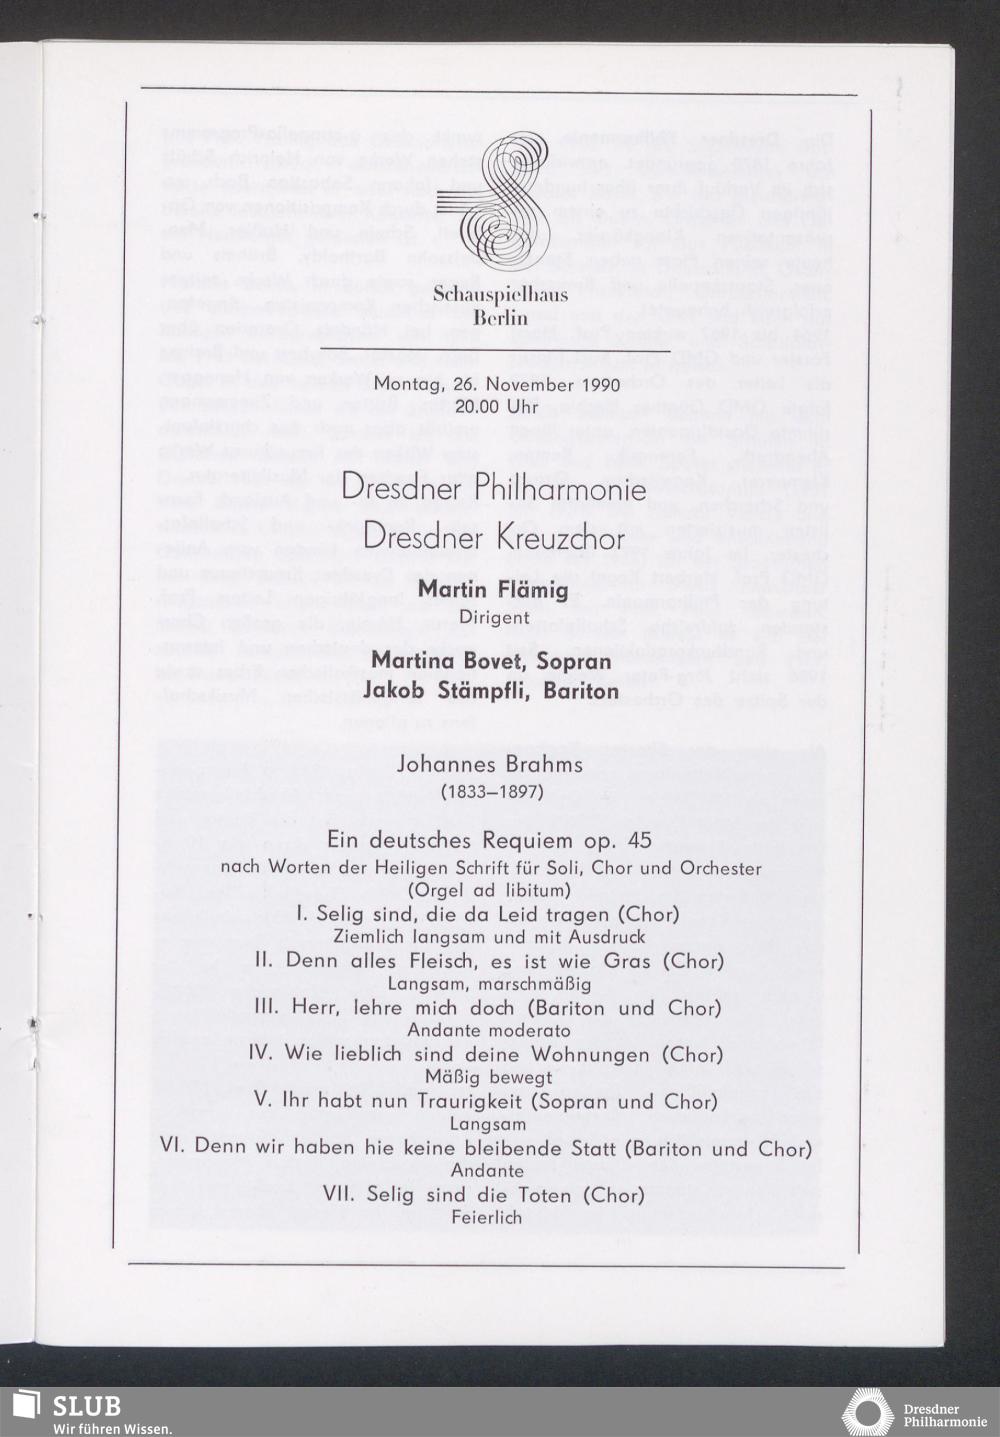 Schauspielhaus
Berlin
Montag, 26. November 1990
20.00 Uhr
Dresdner Philharmonie
Dresdner Kreuzchor
Martin Flämig
Dirigent
Martina Bovet, Sopran
Jakob Stämpfli, Bariton
Johannes Brahms
(1833–1897)
Ein deutsches Requiem op. 45
nach Worten der Heiligen Schrift für Soli, Chor und Orchester
(Orgel ad libitum)
I. Selig sind, die da Leid tragen (Chor)
Ziemlich langsam und mit Ausdruck
II. Denn alles Fleisch, es ist wie Gras (Chor)
Langsam, marschmäßig
III. Herr, lehre mich doch (Bariton und Chor)
Andante moderato
IV. Wie lieblich sind deine Wohnungen (Chor)
Mäßig bewegt
V. Ihr habt nun Traurigkeit (Sopran und Chor)
Langsam
VI. Denn wir haben hie keine bleibende Statt (Bariton und Chor)
Andante
VII. Selig sind die Toten (Chor)
Feierlich
SLUB
Wir führen Wissen.
Dresdner
Philharmonie